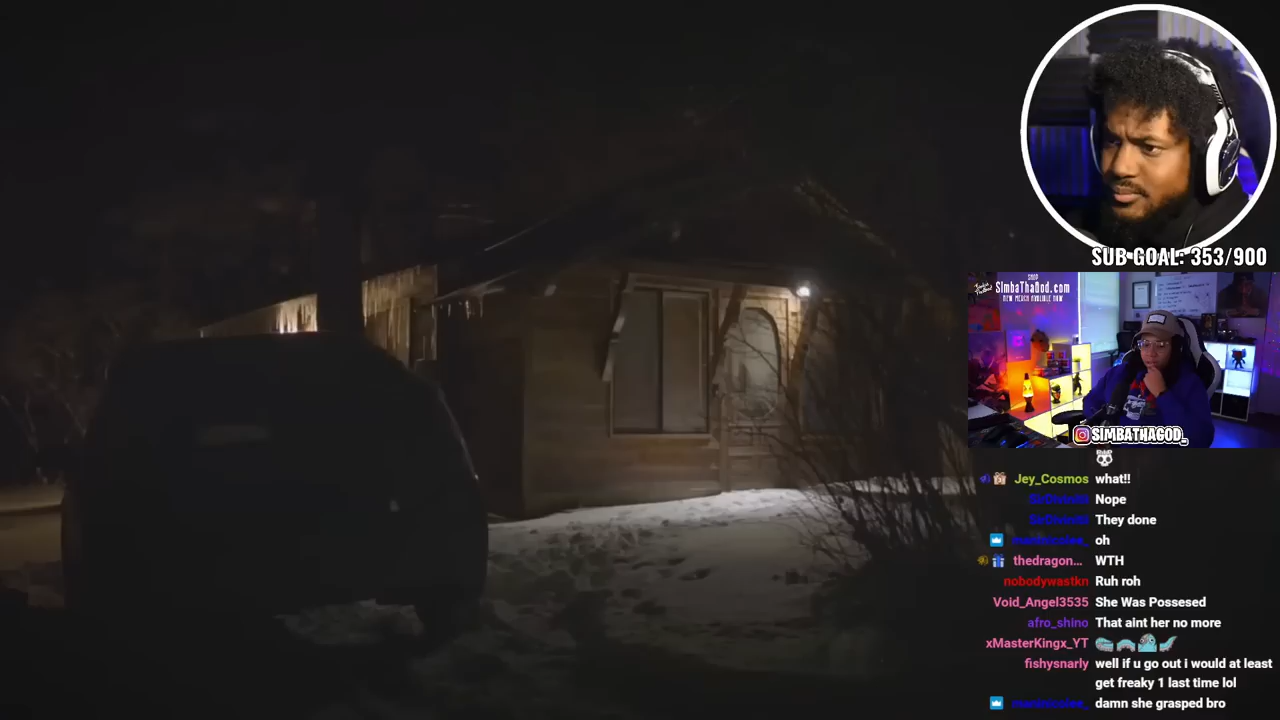 SUB GOAL: 353/900
SHOP
SimbaThaGod.com
NEW MERCH AVAILABLE NOW
SIMBATHAGOD_
Jey_Cosmos what!!
Nope
They done
oh
thedragon... WTH
nobodywastkn Ruh roh
Void_Angel3535 She Was Possesed
afro_shino That aint her no more
xMasterKingx_YT
fishysnarly well if u go out i would at least
get freaky 1 last time lol
damn she grasped bro